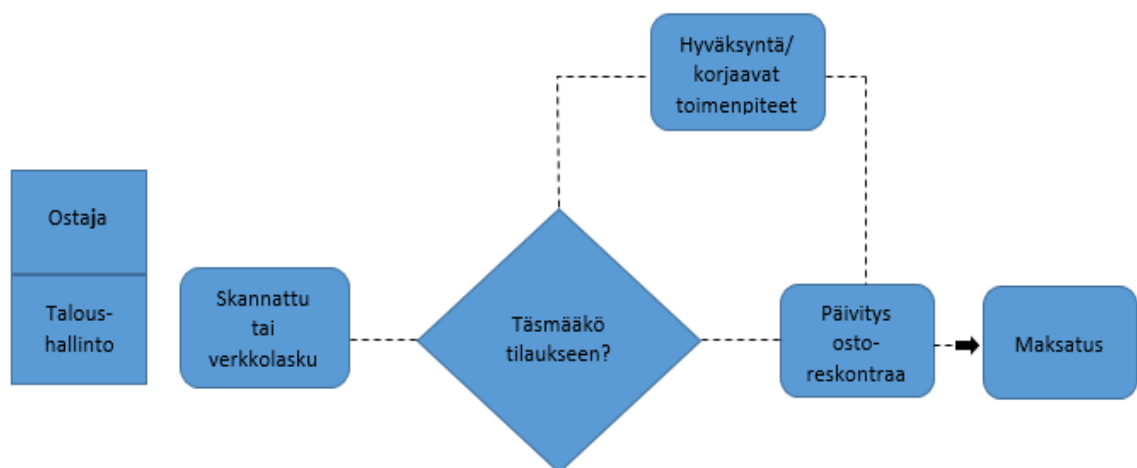 Hyväksyntä/
korjaavat
toimenpiteet
Ostaja
Talous-
hallinto
Skannattu
tai
verkkolasku
Täsmääkö
tilaukseen?
Päivitys
osto-
reskontraa
Maksatus